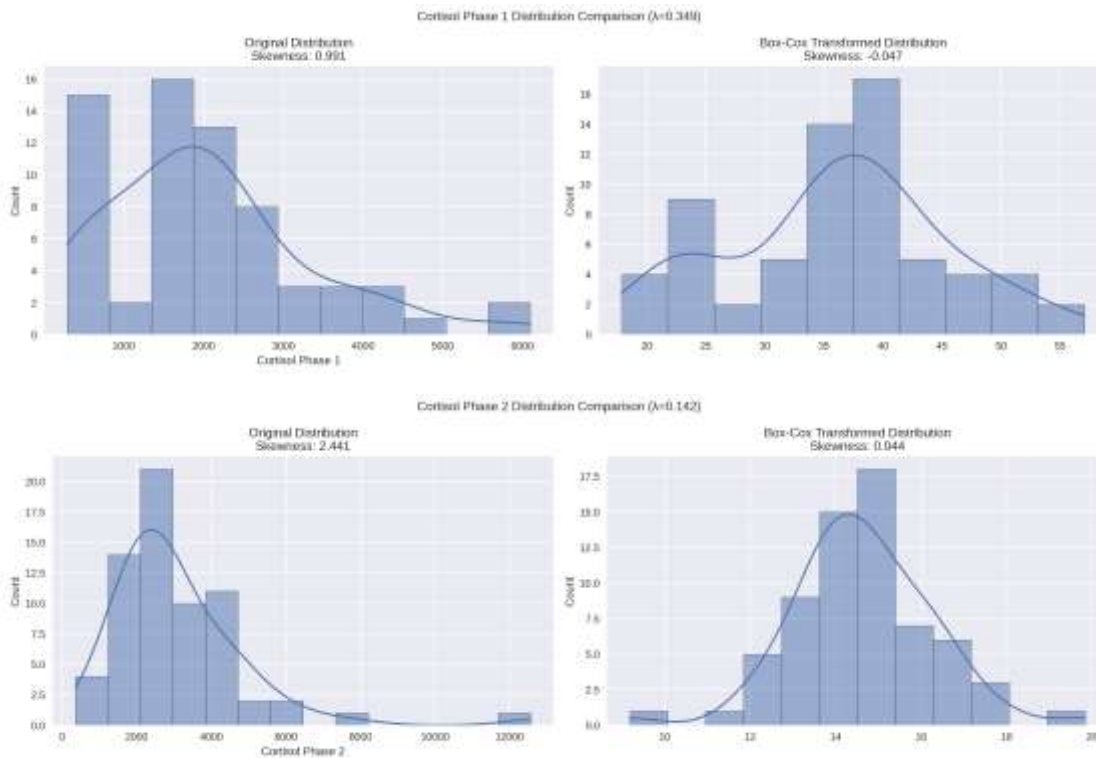 Cortisol Phase 1 Distribution Comparison (λ=0.349)
Original Distribution
Skewness: 0.991
Box-Cox Transformed Distribution
Skewness: -0.047
Count
16
14
12
10
8
6
4
2
0
1000 2000 3000 4000 5000 6000
Cortisol Phase 1
Count
16
14
12
10
8
6
4
2
0
20 25 30 35 40 45 50 55
Cortisol Phase 2 Distribution Comparison (λ=0.142)
Original Distribution
Skewness: 2.441
Box-Cox Transformed Distribution
Skewness: 0.044
Count
20.0
17.5
15.0
12.5
10.0
7.5
5.0
2.5
0.0
0 2000 4000 6000 8000 10000 12000
Cortisol Phase 2
Count
17.5
15.0
12.5
10.0
7.5
5.0
2.5
0.0
10 12 14 16 18 20